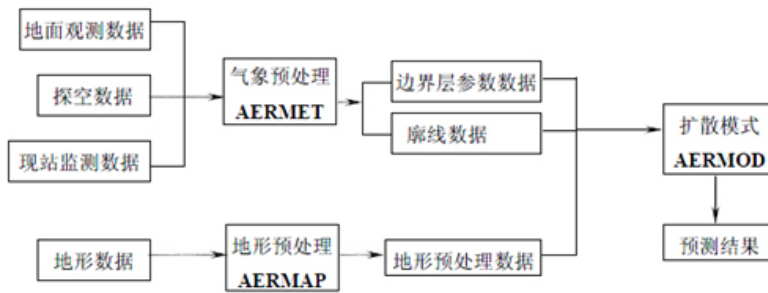 地面观测数据
探空数据
现站监测数据
气象预处理
AERMET
边界层参数数据
廓线数据
扩散模式
AERMOD
预测结果
地形数据
地形预处理
AERMAP
地形预处理数据